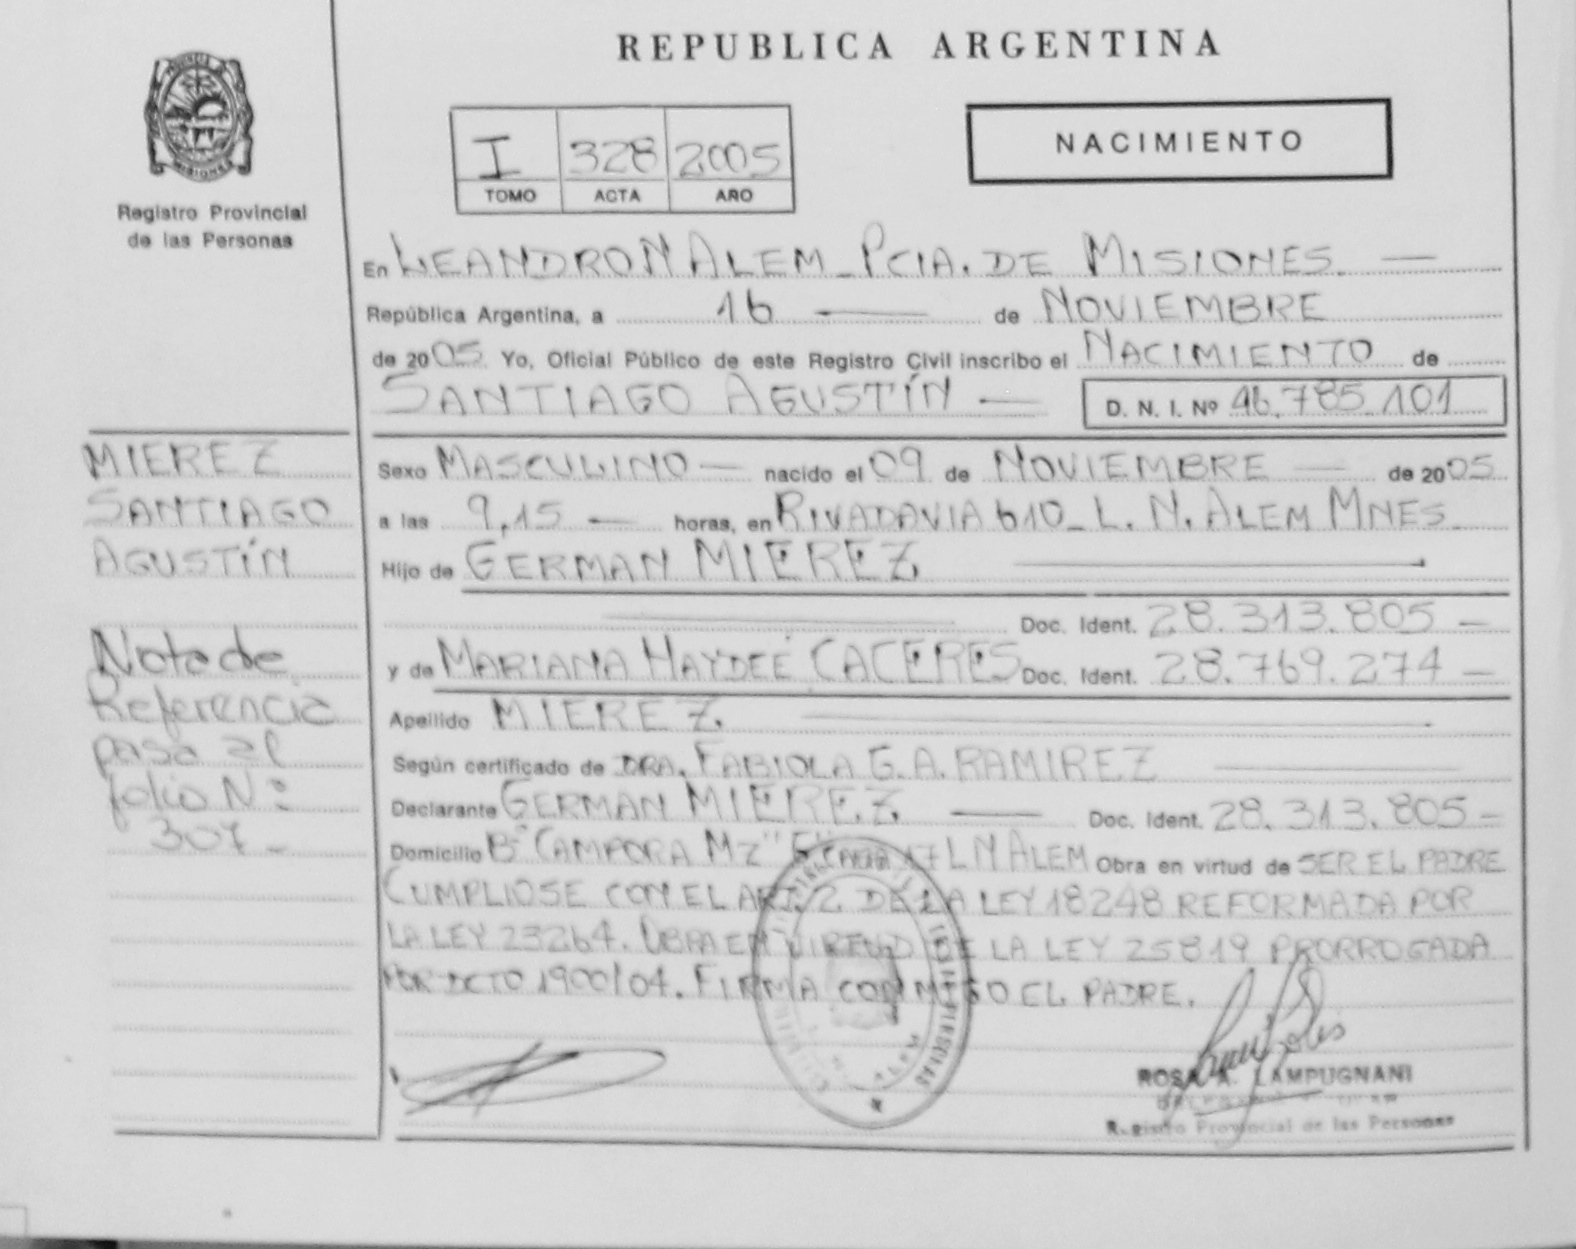 REPUBLICA ARGENTINA
PROVINCIA
MISIONES
Registro Provincial
de las Personas
I 328 2005
TOMO ACTA AÑO
NACIMIENTO
En LEANDRO N ALEM_PCIA. DE MISIONES. —
República Argentina, a 16 — de NOVIEMBRE
de 2005 Yo, Oficial Público de este Registro Civil inscribo el NACIMIENTO de
SANTIAGO AGUSTÍN —
D. N. I. Nº 46.785.101
MIEREZ
SANTIAGO
AGUSTÍN
Nota de
Referencia
pasa al
folio Nº
307_
Sexo MASCULINO — nacido el 09 de NOVIEMBRE — de 2005
a las 9,15 — horas, en RIVADAVIA 610_L. N. ALEM MNES.
Hijo de GERMAN MIEREZ
Doc. Ident. 28.313.805 —
y de MARIANA HAYDEÉ CACERES Doc. Ident. 28.769.274 —
Apellido MIEREZ.
Según certificado de DRA. FABIOLA G. A. RAMIREZ
Declarante GERMAN MIEREZ — Doc. Ident. 28.313.805 —
Domicilio Bº CAMPORA MZ 17 L N ALEM Obra en virtud de SER EL PADRE
CUMPLIOSE CON EL ART. 2 DE LA LEY 18248 REFORMADA POR
LA LEY 23264. OBRA EN VIRTUD DE LA LEY 25819 PRORROGADA
POR DCTO 1900/04. FIRMA CONMIGO EL PADRE.
ROSA A. LAMPUGNANI
Registro Provincial de las Personas